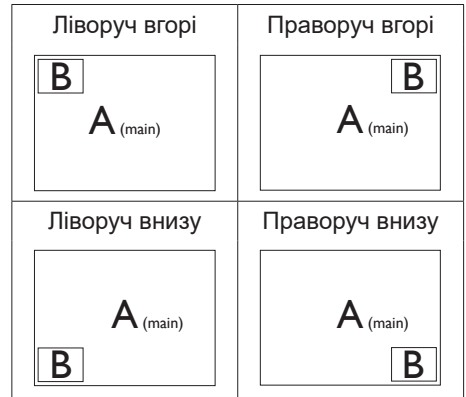 Ліворуч вгорі
B
A (main)
Праворуч вгорі
B
A (main)
Ліворуч внизу
A (main)
B
Праворуч внизу
A (main)
B